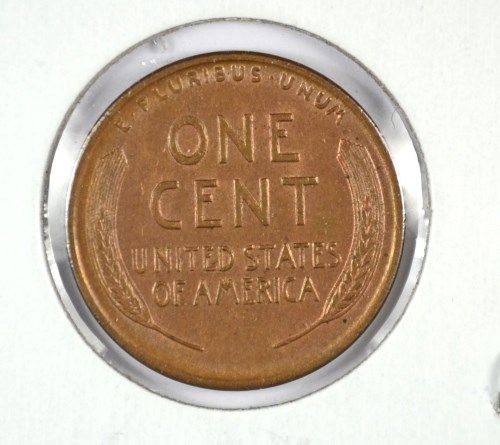 E·PLURIBUS·UNUM
ONE
CENT
UNITED STATES
OF AMERICA